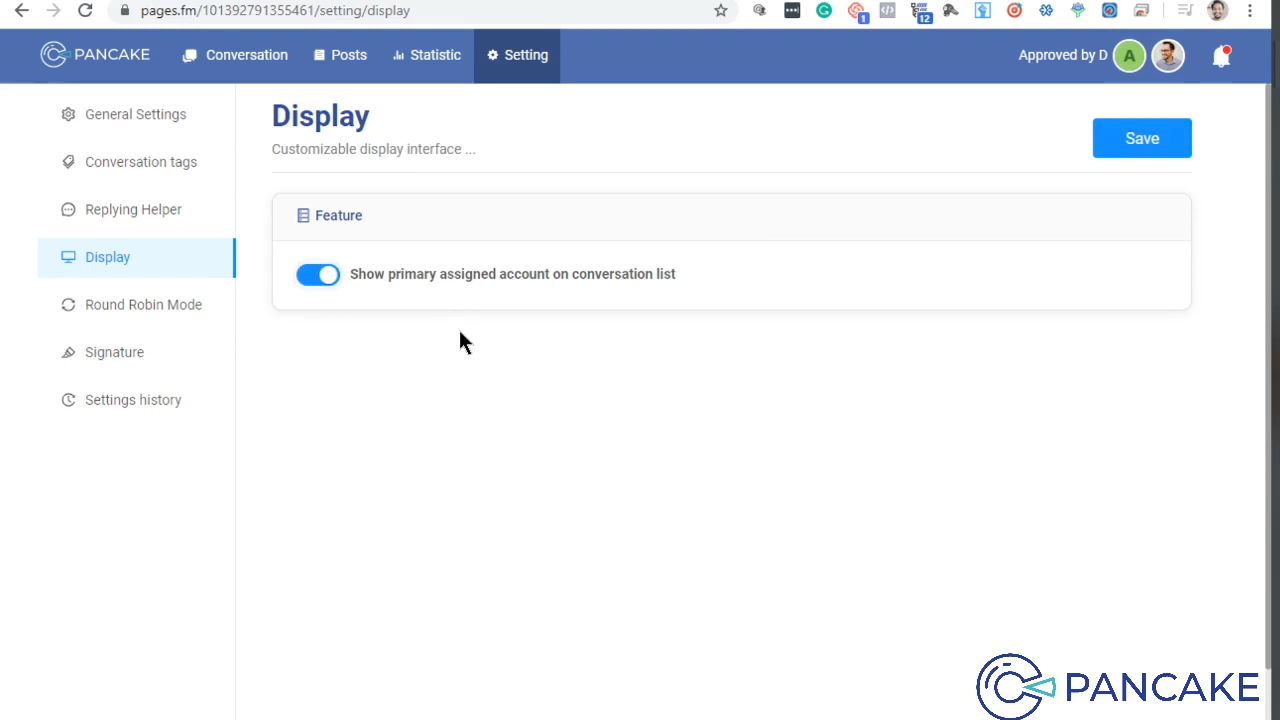 pages.fm/101392791355461/setting/display
1
12
PANCAKE
Conversation
Posts
Statistic
Setting
Approved by D
A
General Settings
Conversation tags
Replying Helper
Display
Round Robin Mode
Signature
Settings history
Display
Customizable display interface ...
Save
Feature
Show primary assigned account on conversation list
PANCAKE